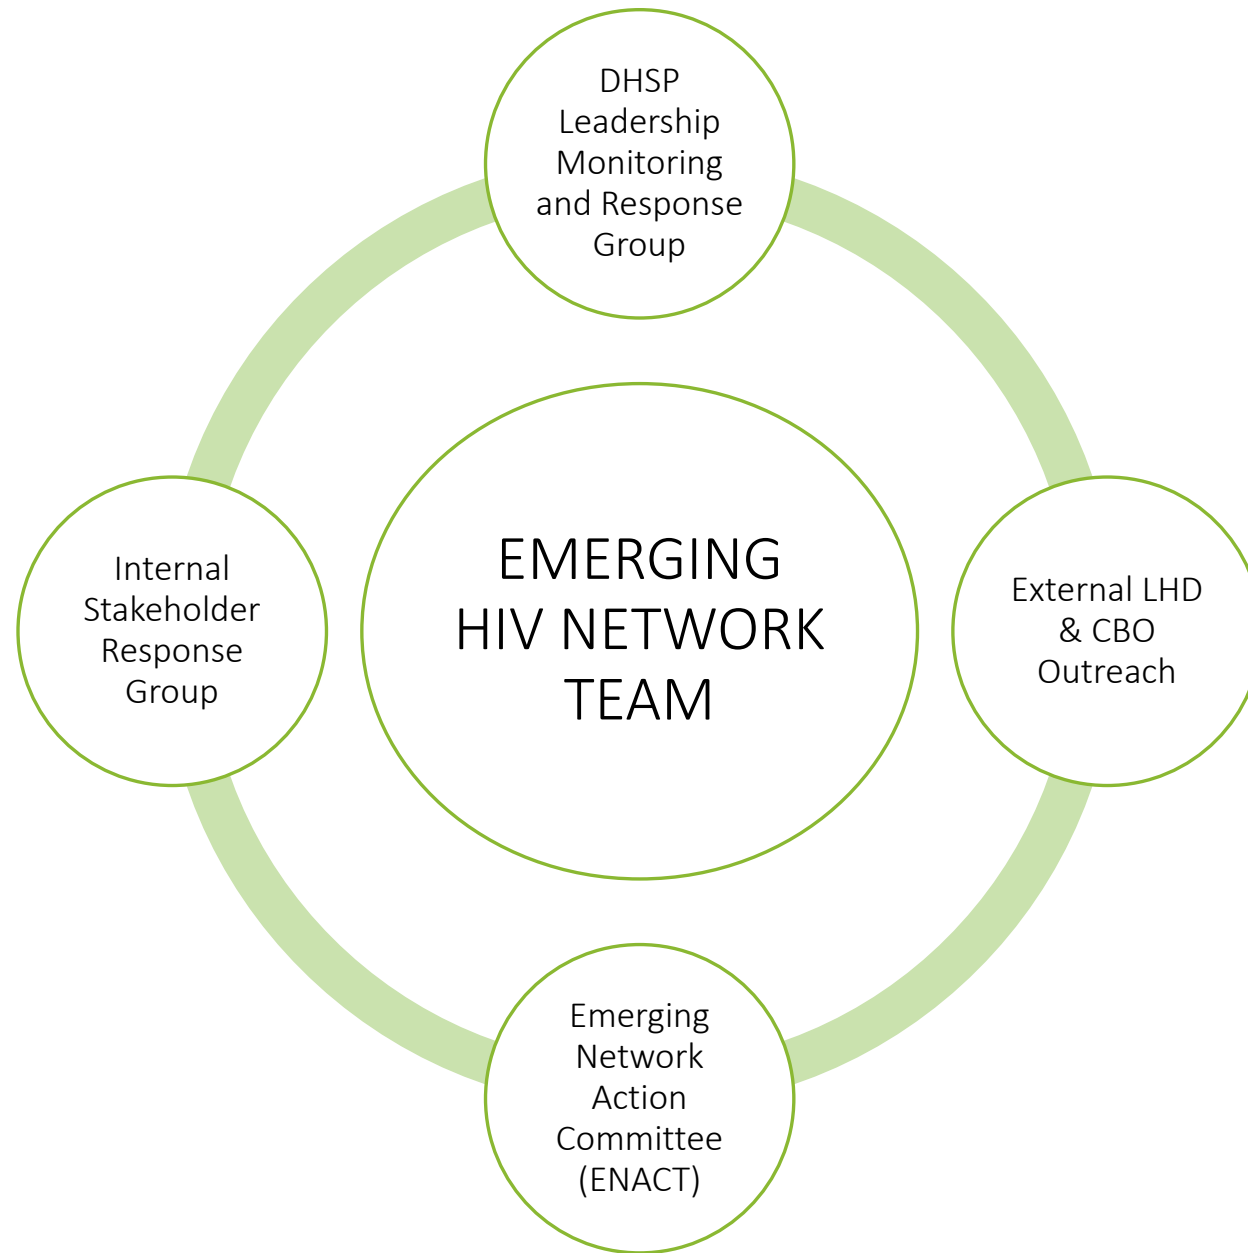 DHSP
Leadership
Monitoring
and Response
Group
Internal
Stakeholder
Response
Group
EMERGING
HIV NETWORK
TEAM
External LHD
& CBO
Outreach
Emerging
Network
Action
Committee
(ENACT)